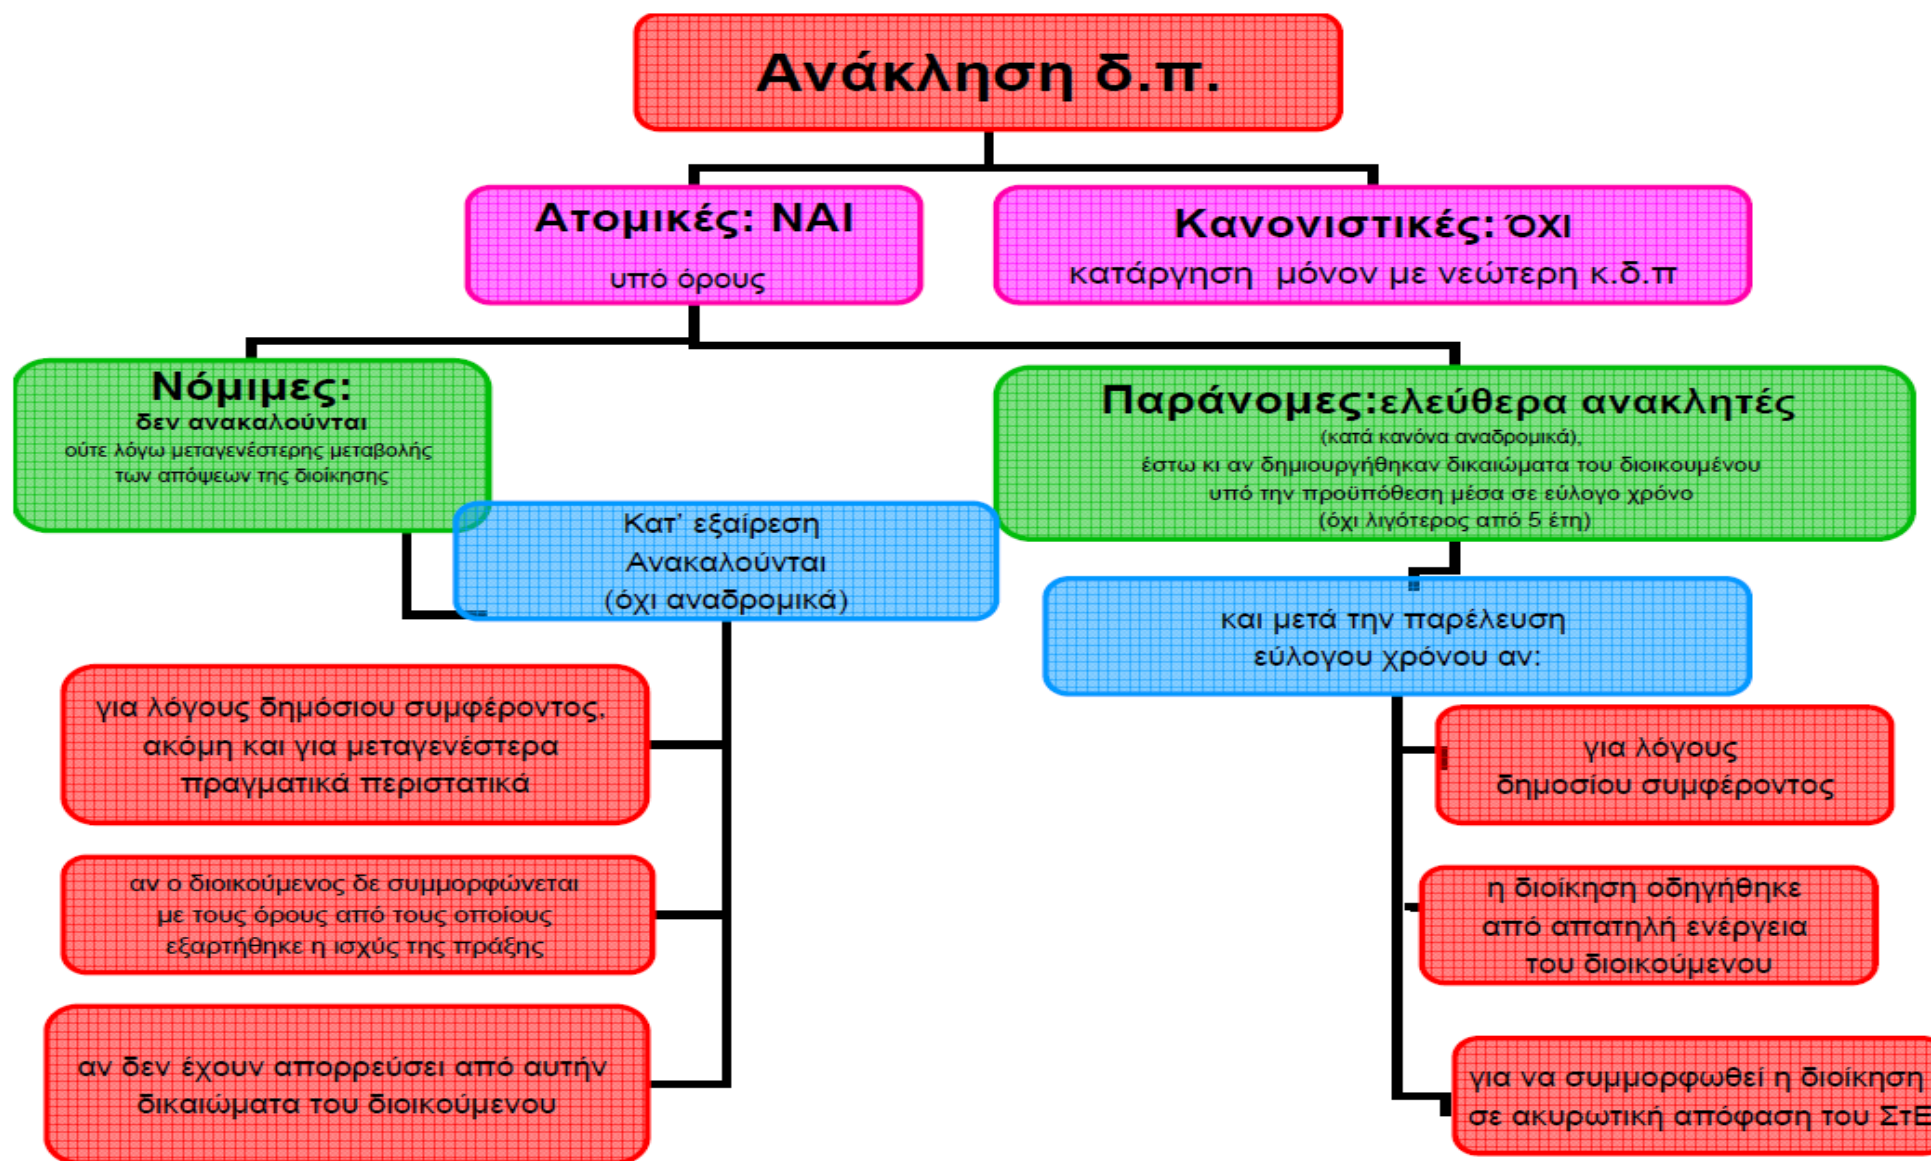 Ανάκληση δ.π.
Ατομικές: ΝΑΙ
υπό όρους
Κανονιστικές: ΌΧΙ
κατάργηση μόνον με νεώτερη κ.δ.π
Νόμιμες:
δεν ανακαλούνται
ούτε λόγω μεταγενέστερης μεταβολής
των απόψεων της διοίκησης
Παράνομες:ελεύθερα ανακλητές
(κατά κανόνα αναδρομικά),
έστω κι αν δημιουργήθηκαν δικαιώματα του διοικουμένου
υπό την προϋπόθεση μέσα σε εύλογο χρόνο
(όχι λιγότερος από 5 έτη)
Κατ’ εξαίρεση
Ανακαλούνται
(όχι αναδρομικά)
για λόγους δημόσιου συμφέροντος,
ακόμη και για μεταγενέστερα
πραγματικά περιστατικά
αν ο διοικούμενος δε συμμορφώνεται
με τους όρους από τους οποίους
εξαρτήθηκε η ισχύς της πράξης
αν δεν έχουν απορρεύσει από αυτήν
δικαιώματα του διοικούμενου
και μετά την παρέλευση
εύλογου χρόνου αν:
για λόγους
δημοσίου συμφέροντος
η διοίκηση οδηγήθηκε
από απατηλή ενέργεια
του διοικούμενου
για να συμμορφωθεί η διοίκηση
σε ακυρωτική απόφαση του ΣτΕ